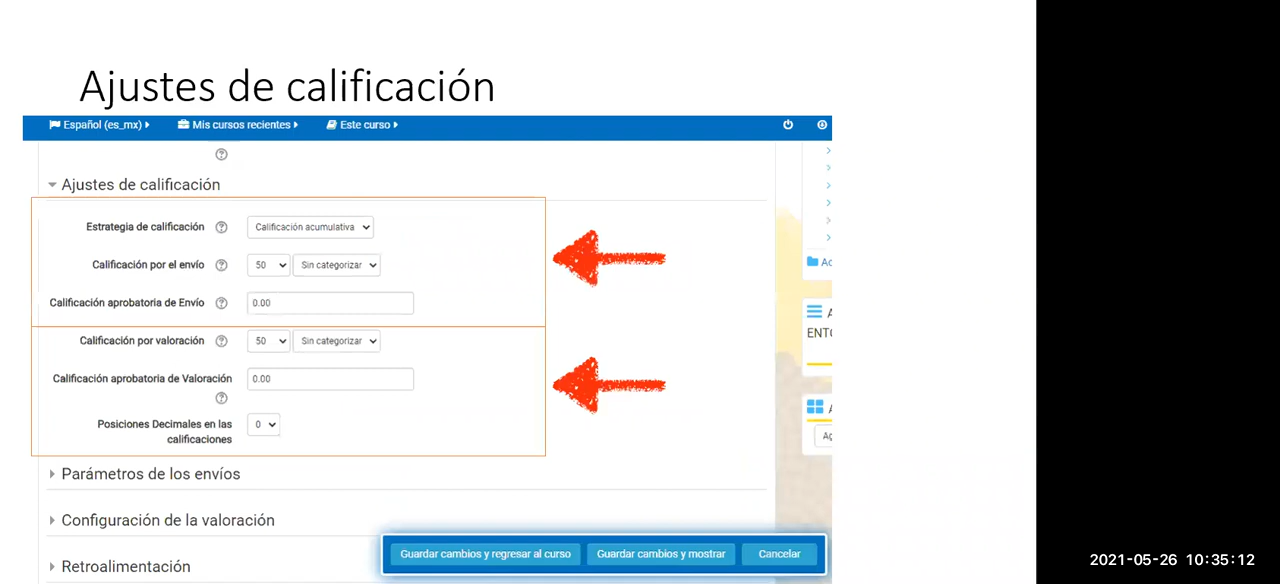 Ajustes de calificación
Español (es_mx) Mis cursos recientes Este curso
Ajustes de calificación
Estrategia de calificación Calificación acumulativa
Calificación por el envío 50 Sin categorizar
Calificación aprobatoria de Envío 0.00
Calificación por valoración 50 Sin categorizar
Calificación aprobatoria de Valoración 0.00
Posiciones Decimales en las
calificaciones 0
Parámetros de los envíos
Configuración de la valoración
Retroalimentación
Guardar cambios y regresar al curso Guardar cambios y mostrar Cancelar
Ac
A
ENTO
A
Ag
2021-05-26 10:35:12